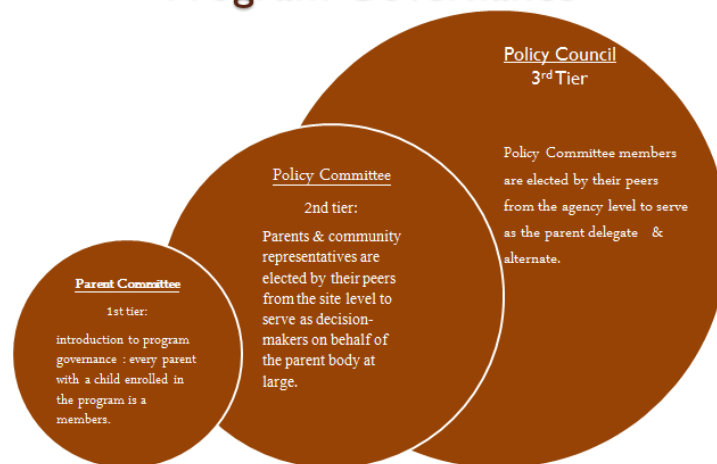 Program Governance
Policy Council
3rd Tier
Policy Committee members
are elected by their peers
from the agency level to serve
as the parent delegate & 
alternate.
Policy Committee
2nd tier:
Parents & community
representatives are
elected by their peers
from the site level to
serve as decision-
makers on behalf of
the parent body at
large.
Parent Committee
1st tier:
introduction to program
governance : every parent
with a child enrolled in
the program is a
members.